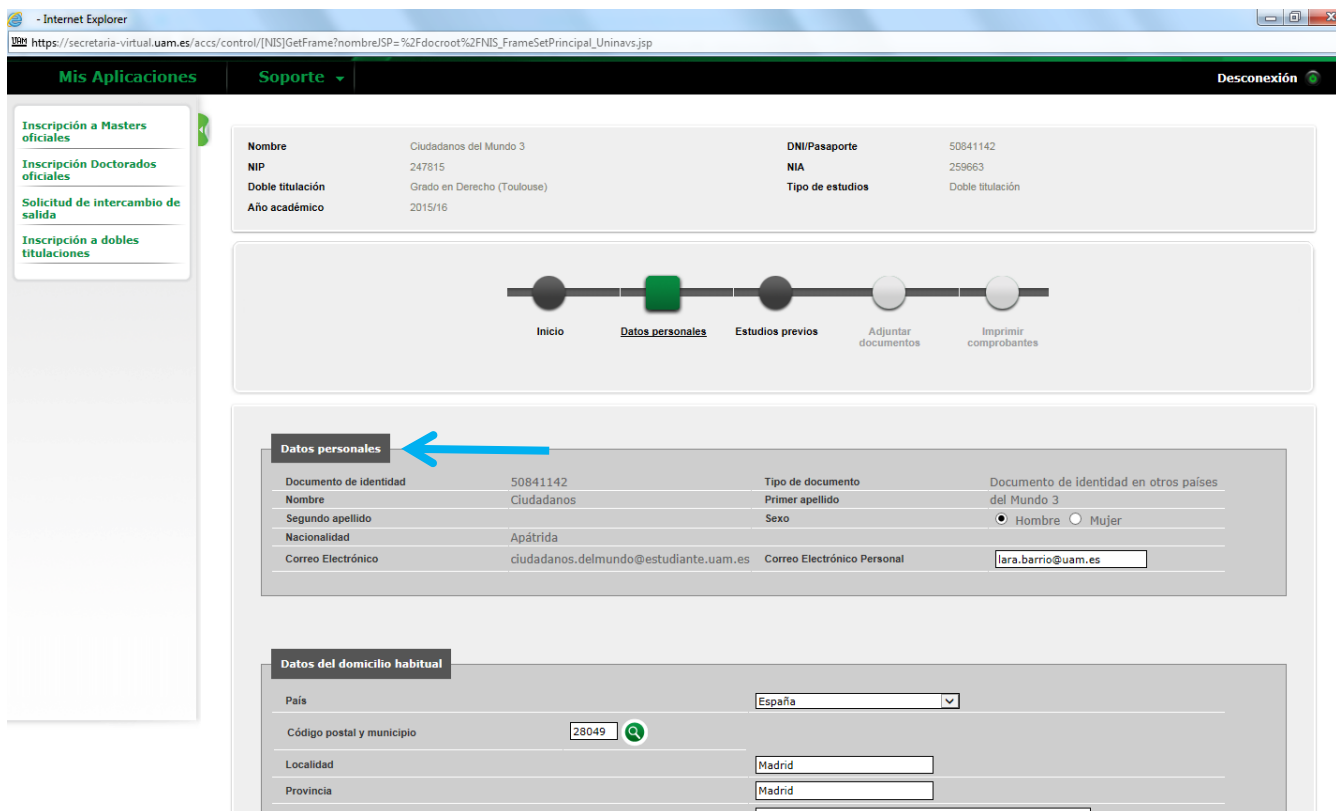 - Internet Explorer
UAM https://secretaria-virtual.uam.es/accs/control/[NIS]GetFrame?nombreJSP=%2Fdocroot%2FNIS_FrameSetPrincipal_Uninavs.jsp
Mis Aplicaciones Soporte Desconexión
Inscripción a Masters
oficiales
Inscripción Doctorados
oficiales
Solicitud de intercambio de
salida
Inscripción a dobles
titulaciones
Nombre Ciudadanos del Mundo 3 DNI/Pasaporte 50841142
NIP 247815 NIA 259663
Doble titulación Grado en Derecho (Toulouse) Tipo de estudios Doble titulación
Año académico 2015/16
Inicio Datos personales Estudios previos Adjuntar documentos Imprimir comprobantes
Datos personales
Documento de identidad 50841142 Tipo de documento Documento de identidad en otros países
Nombre Ciudadanos Primer apellido del Mundo 3
Segundo apellido Sexo Hombre Mujer
Nacionalidad Apátrida
Correo Electrónico ciudadanos.delmundo@estudiante.uam.es Correo Electrónico Personal lara.barrio@uam.es
Datos del domicilio habitual
País España
Código postal y municipio 28049
Localidad Madrid
Provincia Madrid